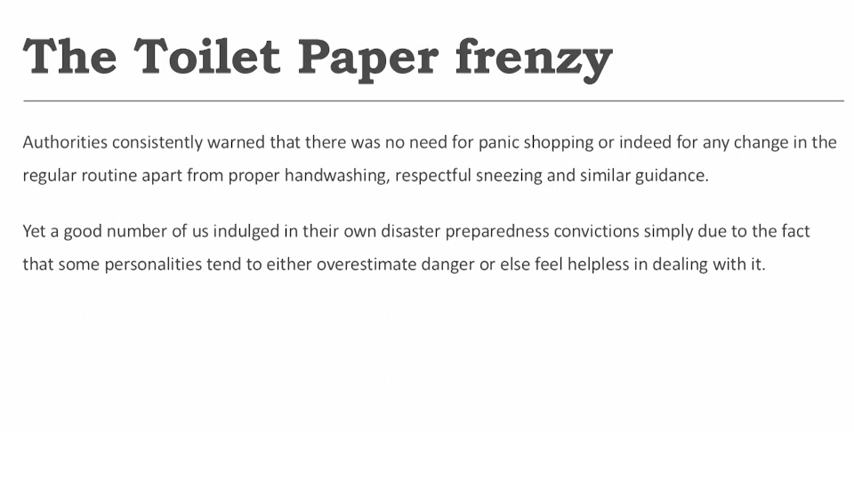 The Toilet Paper frenzy
Authorities consistently warned that there was no need for panic shopping or indeed for any change in the
regular routine apart from proper handwashing, respectful sneezing and similar guidance.
Yet a good number of us indulged in their own disaster preparedness convictions simply due to the fact
that some personalities tend to either overestimate danger or else feel helpless in dealing with it.